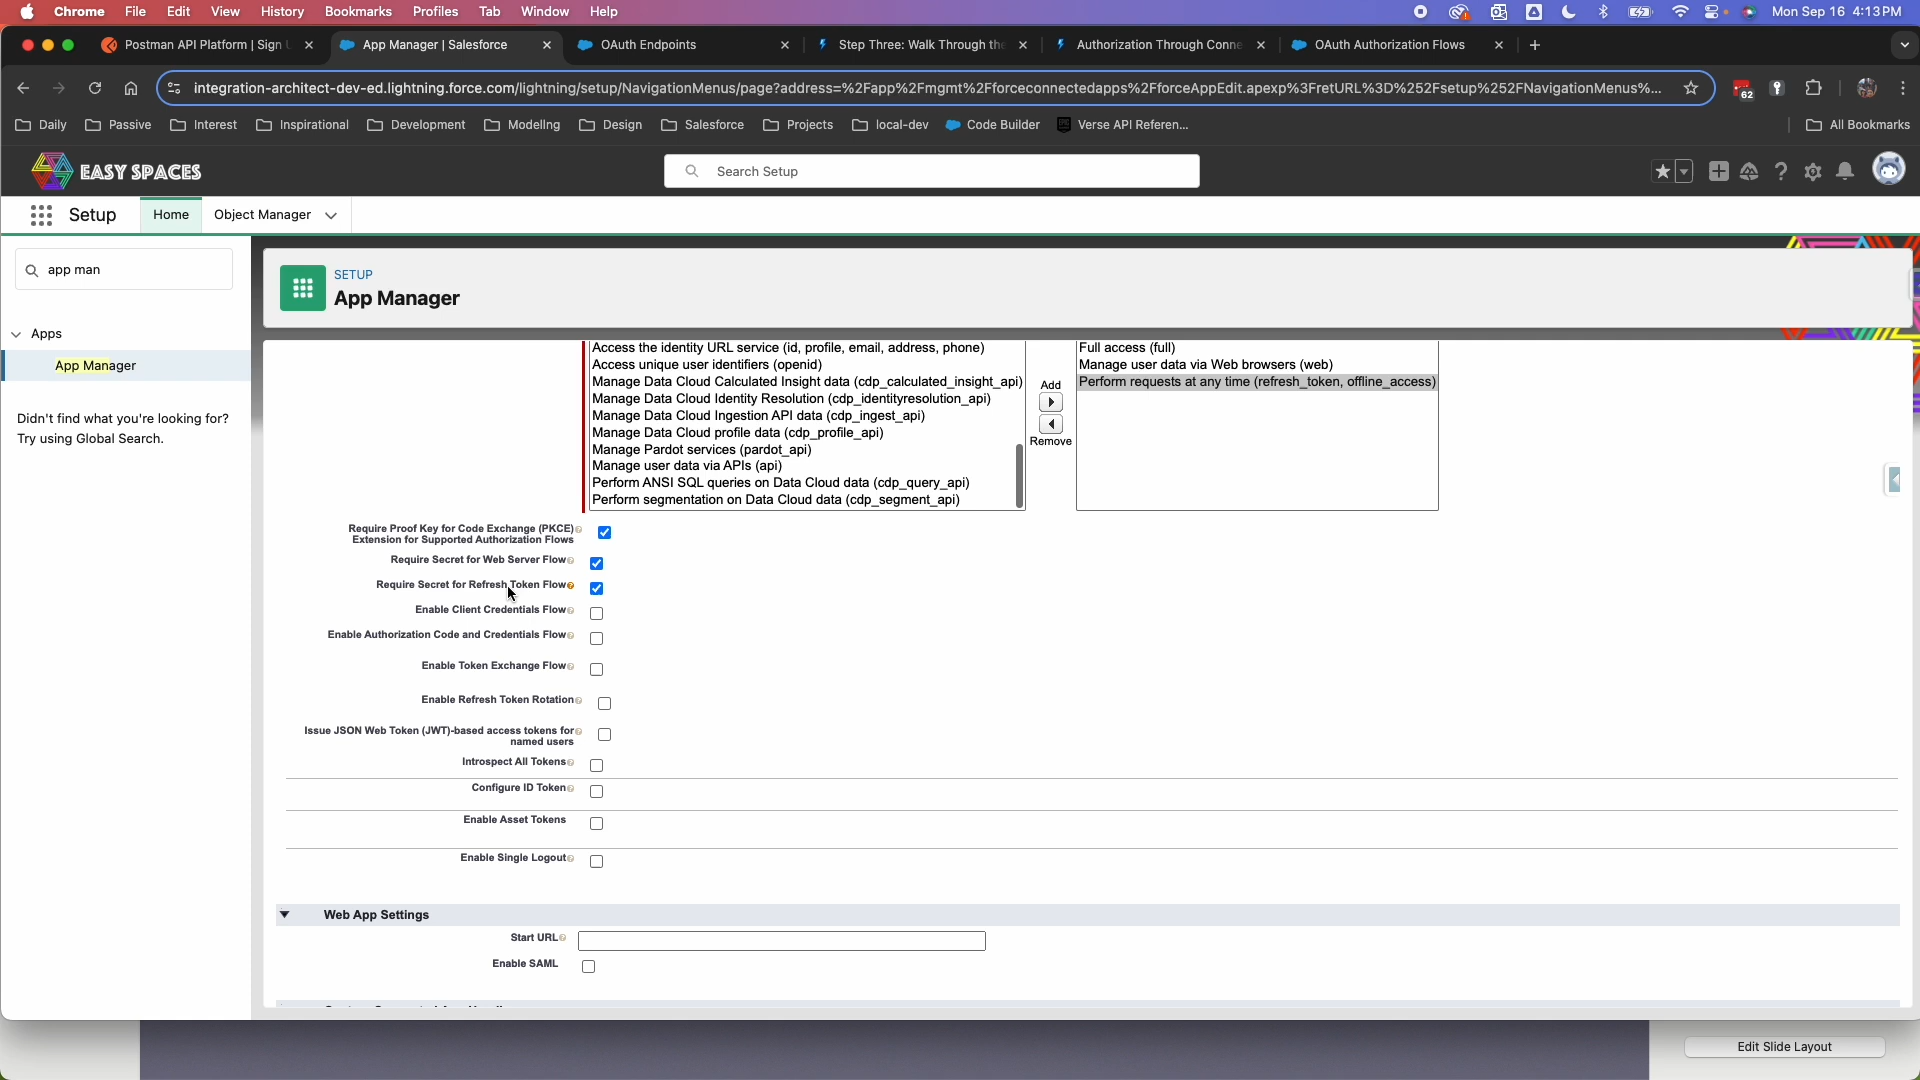 Chrome File Edit View History Bookmarks Profiles Tab Window Help Mon Sep 16 4:13 PM
Postman API Platform | Sign App Manager | Salesforce OAuth Endpoints Step Three: Walk Through the Authorization Through Conne OAuth Authorization Flows
integration-architect-dev-ed.lightning.force.com/lightning/setup/NavigationMenus/page?address=%2Fapp%2Fmgmt%2Fforceconnectedapps%2FforceAppEdit.apexp%3FretURL%3D%252Fsetup%252FNavigationMenus%... 62
Daily Passive Interest Inspirational Development Modeling Design Salesforce Projects local-dev Code Builder Verse API Referen... All Bookmarks
EASY SPACES Search Setup
Setup Home Object Manager
app man
Apps
App Manager
Didn't find what you're looking for?
Try using Global Search.
SETUP
App Manager
Access the identity URL service (id, profile, email, address, phone)
Access unique user identifiers (openid)
Manage Data Cloud Calculated Insight data (cdp_calculated_insight_api)
Manage Data Cloud Identity Resolution (cdp_identityresolution_api)
Manage Data Cloud Ingestion API data (cdp_ingest_api)
Manage Data Cloud profile data (cdp_profile_api)
Manage Pardot services (pardot_api)
Manage user data via APIs (api)
Perform ANSI SQL queries on Data Cloud data (cdp_query_api)
Perform segmentation on Data Cloud data (cdp_segment_api)
Add
Remove
Full access (full)
Manage user data via Web browsers (web)
Perform requests at any time (refresh_token, offline_access)
Require Proof Key for Code Exchange (PKCE)
Extension for Supported Authorization Flows
Require Secret for Web Server Flow
Require Secret for Refresh Token Flow
Enable Client Credentials Flow
Enable Authorization Code and Credentials Flow
Enable Token Exchange Flow
Enable Refresh Token Rotation
Issue JSON Web Token (JWT)-based access tokens for
named users
Introspect All Tokens
Configure ID Token
Enable Asset Tokens
Enable Single Logout
Web App Settings
Start URL
Enable SAML
Edit Slide Layout